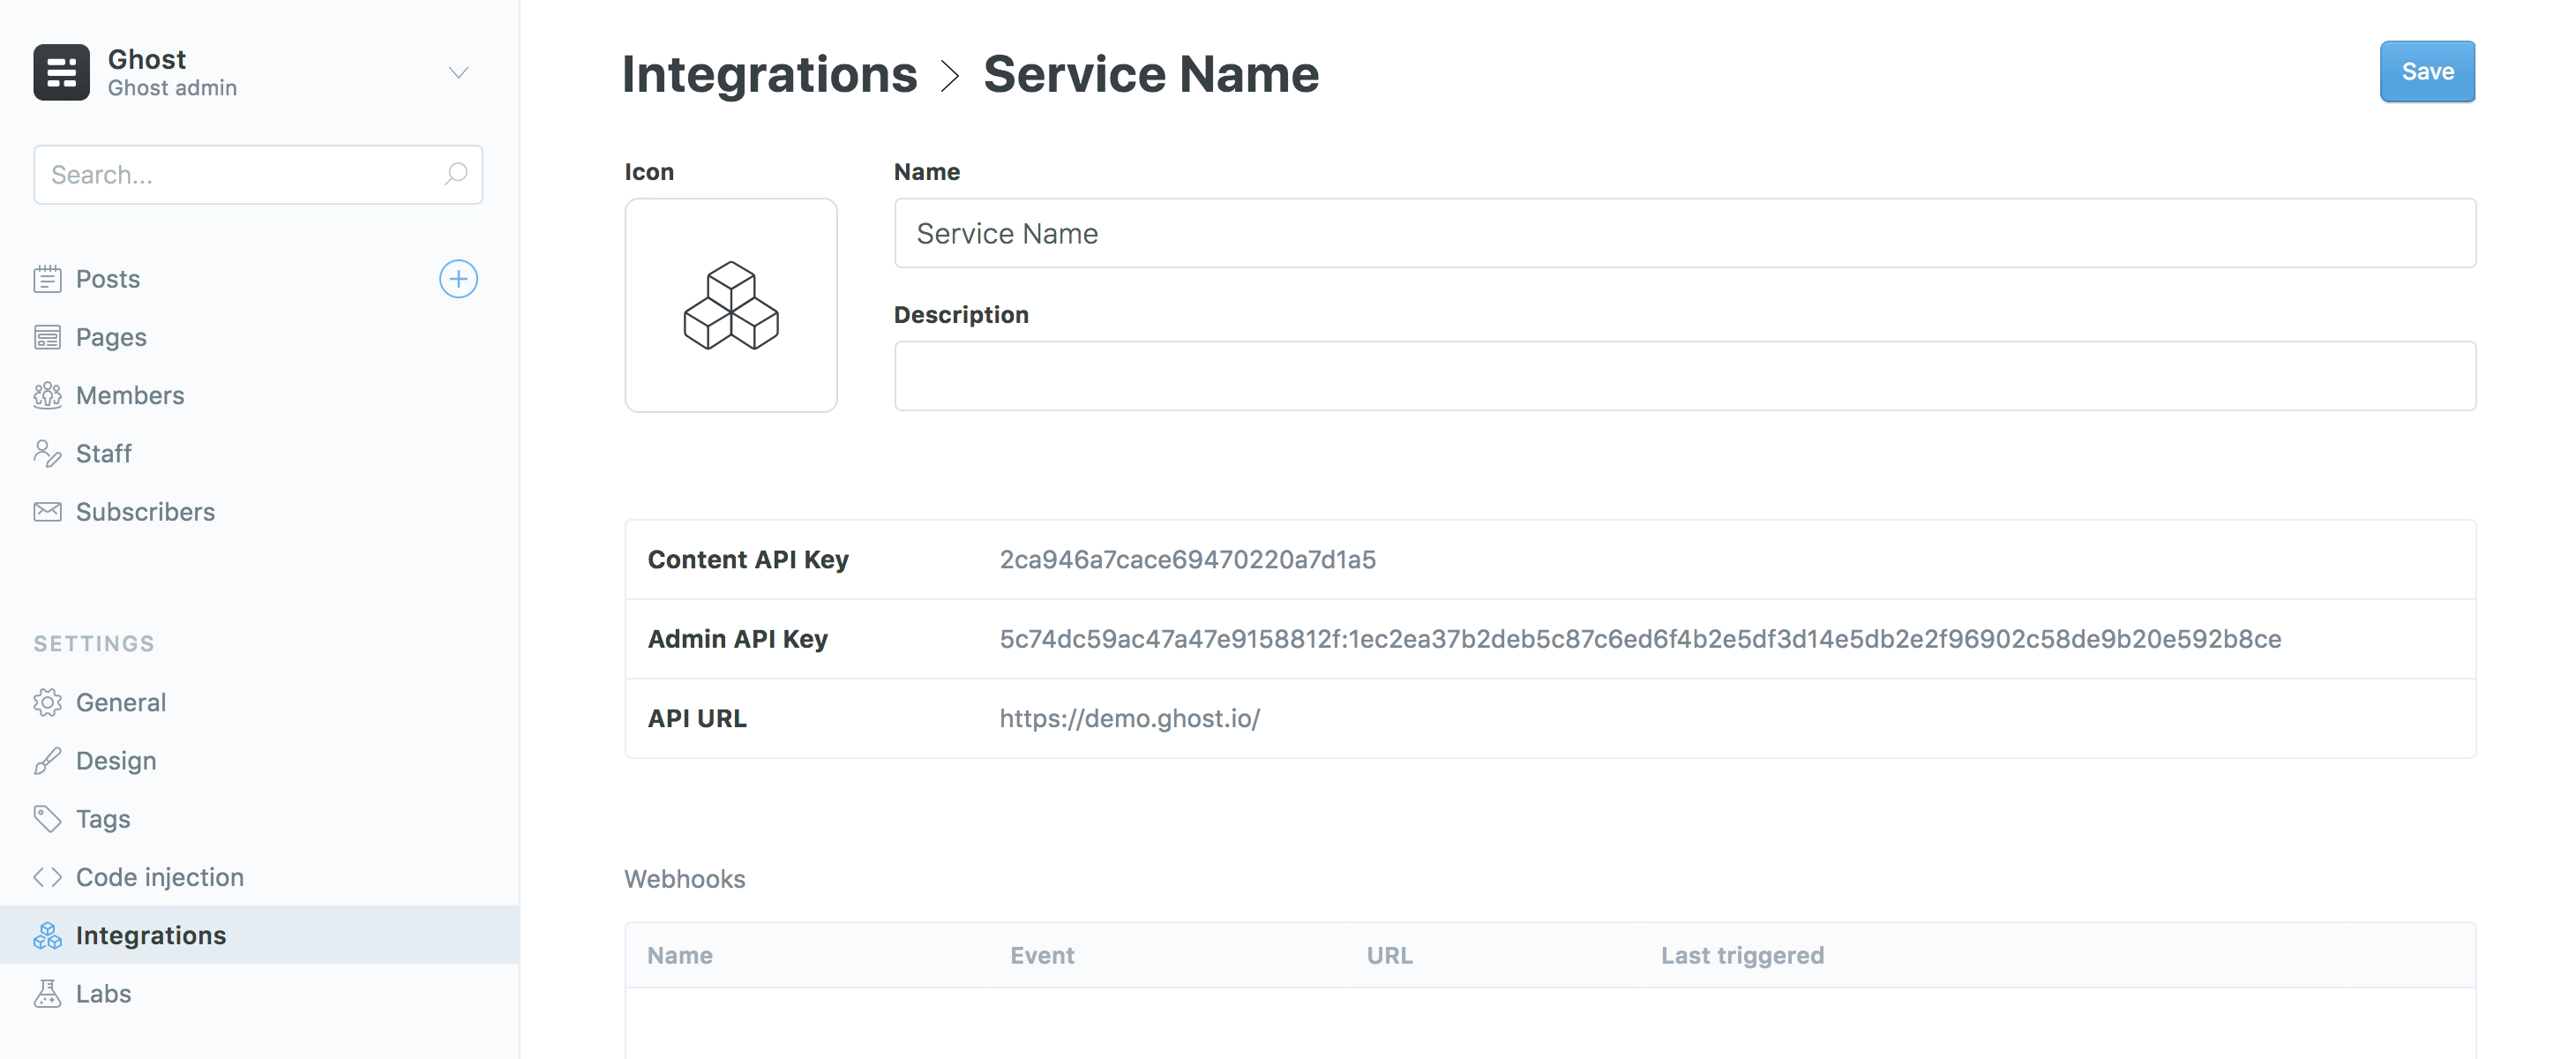 Ghost
Ghost admin
Search...
Posts
Pages
Members
Staff
Subscribers
SETTINGS
General
Design
Tags
Code injection
Integrations
Labs
Integrations > Service Name
Save
Icon
Name
Service Name
Description
Content API Key 2ca946a7cace69470220a7d1a5
Admin API Key 5c74dc59ac47a47e9158812f:1ec2ea37b2deb5c87c6ed6f4b2e5df3d14e5db2e2f96902c58de9b20e592b8ce
API URL https://demo.ghost.io/
Webhooks
Name Event URL Last triggered